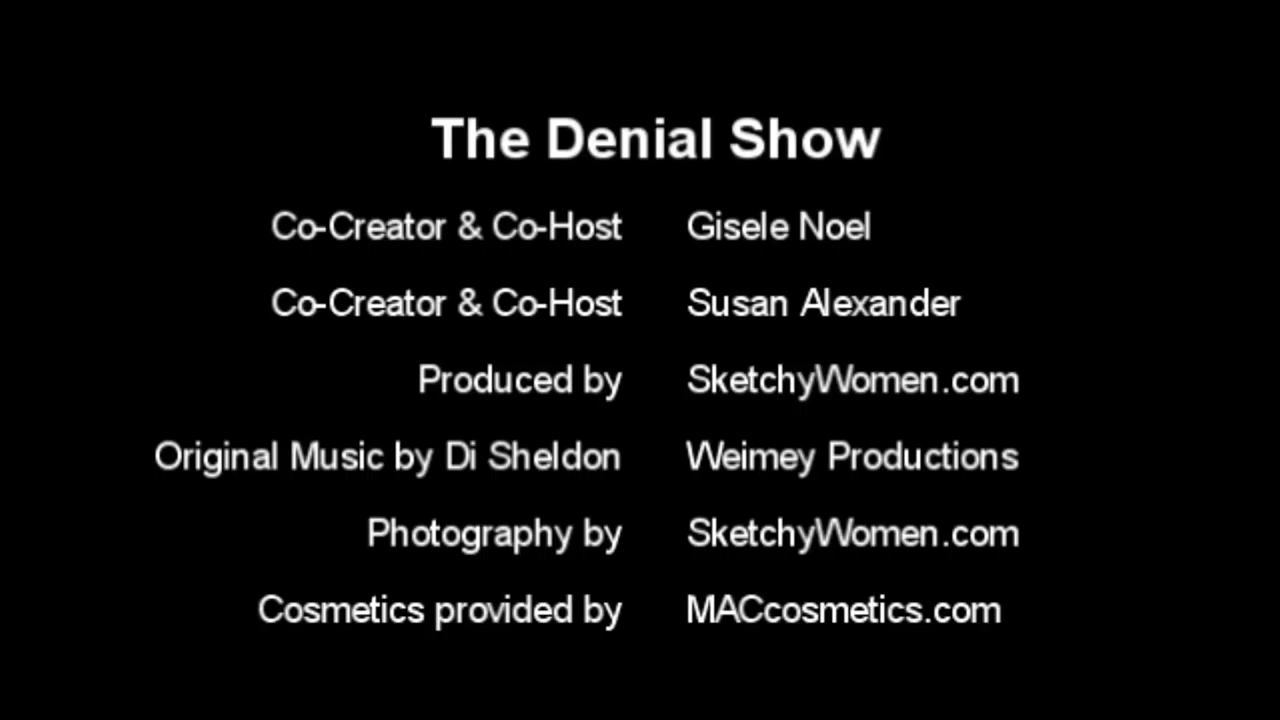 The Denial Show
Co-Creator & Co-Host Gisele Noel
Co-Creator & Co-Host Susan Alexander
Produced by SketchyWomen.com
Original Music by Di Sheldon Weimey Productions
Photography by SketchyWomen.com
Cosmetics provided by MACcosmetics.com